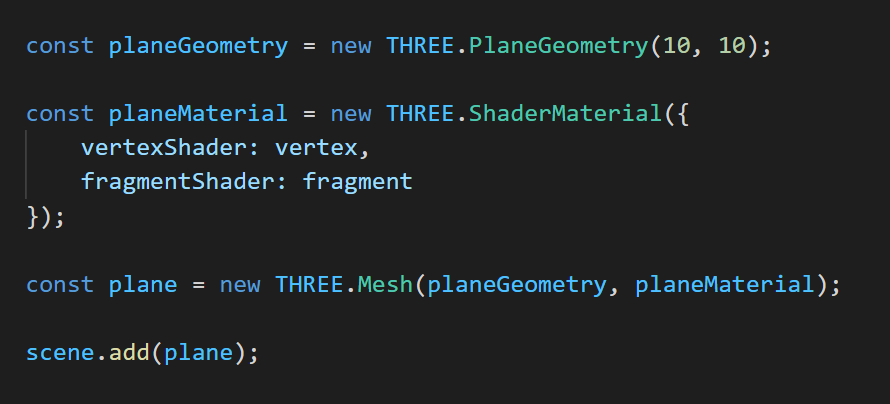 const planeGeometry = new THREE.PlaneGeometry(10, 10);
const planeMaterial = new THREE.ShaderMaterial({
    vertexShader: vertex,
    fragmentShader: fragment
});
const plane = new THREE.Mesh(planeGeometry, planeMaterial);
scene.add(plane);